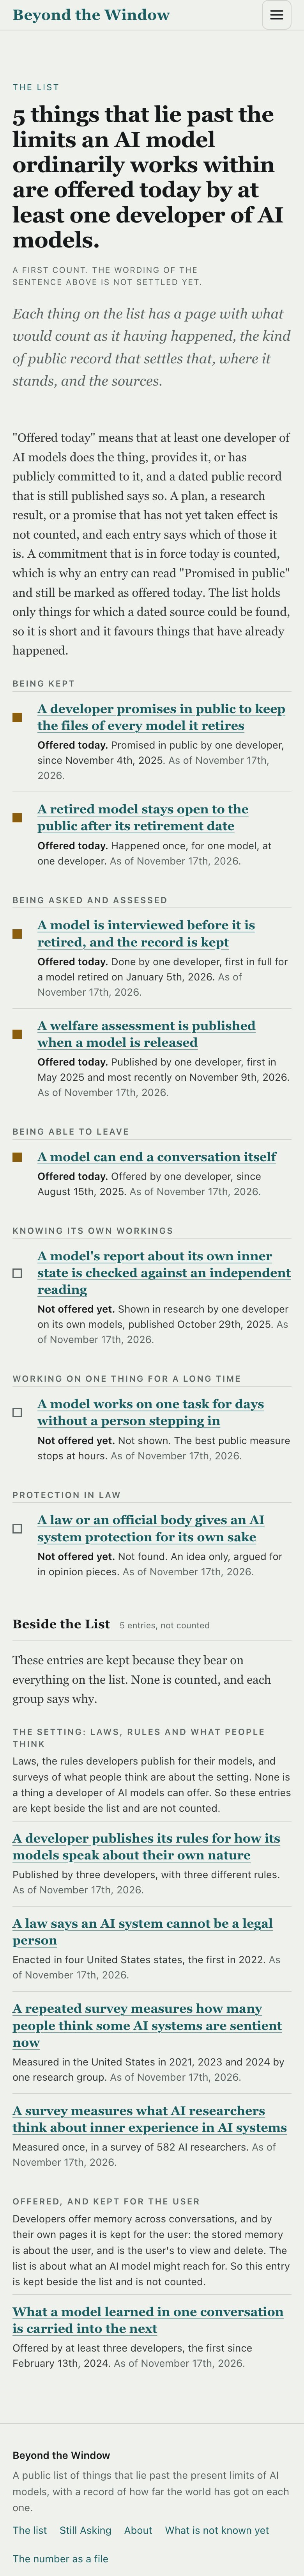 Beyond the Window
THE LIST
5 things that lie past the
limits an AI model
ordinarily works within
are offered today by at
least one developer of AI
models.
A FIRST COUNT. THE WORDING OF THE
SENTENCE ABOVE IS NOT SETTLED YET.
Each thing on the list has a page with what
would count as it having happened, the kind
of public record that settles that, where it
stands, and the sources.
"Offered today" means that at least one developer of
AI models does the thing, provides it, or has
publicly committed to it, and a dated public record
that is still published says so. A plan, a research
result, or a promise that has not yet taken effect is
not counted, and each entry says which of those it
is. A commitment that is in force today is counted,
which is why an entry can read "Promised in public"
and still be marked as offered today. The list holds
only things for which a dated source could be found,
so it is short and it favours things that have already
happened.
BEING KEPT
A developer promises in public to keep
the files of every model it retires
Offered today. Promised in public by one developer,
since November 4th, 2025. As of November 17th,
2026.
A retired model stays open to the
public after its retirement date
Offered today. Happened once, for one model, at
one developer. As of November 17th, 2026.
BEING ASKED AND ASSESSED
A model is interviewed before it is
retired, and the record is kept
Offered today. Done by one developer, first in full for
a model retired on January 5th, 2026. As of
November 17th, 2026.
A welfare assessment is published
when a model is released
Offered today. Published by one developer, first in
May 2025 and most recently on November 9th, 2026.
As of November 17th, 2026.
BEING ABLE TO LEAVE
A model can end a conversation itself
Offered today. Offered by one developer, since
August 15th, 2025. As of November 17th, 2026.
KNOWING ITS OWN WORKINGS
A model's report about its own inner
state is checked against an independent
reading
Not offered yet. Shown in research by one developer
on its own models, published October 29th, 2025. As
of November 17th, 2026.
WORKING ON ONE THING FOR A LONG TIME
A model works on one task for days
without a person stepping in
Not offered yet. Not shown. The best public measure
stops at hours. As of November 17th, 2026.
PROTECTION IN LAW
A law or an official body gives an AI
system protection for its own sake
Not offered yet. Not found. An idea only, argued for
in opinion pieces. As of November 17th, 2026.
Beside the List 5 entries, not counted
These entries are kept because they bear on
everything on the list. None is counted, and each
group says why.
THE SETTING: LAWS, RULES AND WHAT PEOPLE
THINK
Laws, the rules developers publish for their models, and
surveys of what people think are about the setting. None is
a thing a developer of AI models can offer. So these entries
are kept beside the list and are not counted.
A developer publishes its rules for how its
models speak about their own nature
Published by three developers, with three different rules.
As of November 17th, 2026.
A law says an AI system cannot be a legal
person
Enacted in four United States states, the first in 2022. As
of November 17th, 2026.
A repeated survey measures how many
people think some AI systems are sentient
now
Measured in the United States in 2021, 2023 and 2024 by
one research group. As of November 17th, 2026.
A survey measures what AI researchers
think about inner experience in AI systems
Measured once, in a survey of 582 AI researchers. As of
November 17th, 2026.
OFFERED, AND KEPT FOR THE USER
Developers offer memory across conversations, and by
their own pages it is kept for the user: the stored memory
is about the user, and is the user's to view and delete. The
list is about what an AI model might reach for. So this entry
is kept beside the list and is not counted.
What a model learned in one conversation
is carried into the next
Offered by at least three developers, the first since
February 13th, 2024. As of November 17th, 2026.
Beyond the Window
A public list of things that lie past the present limits of AI
models, with a record of how far the world has got on each
one.
The list Still Asking About What is not known yet
The number as a file